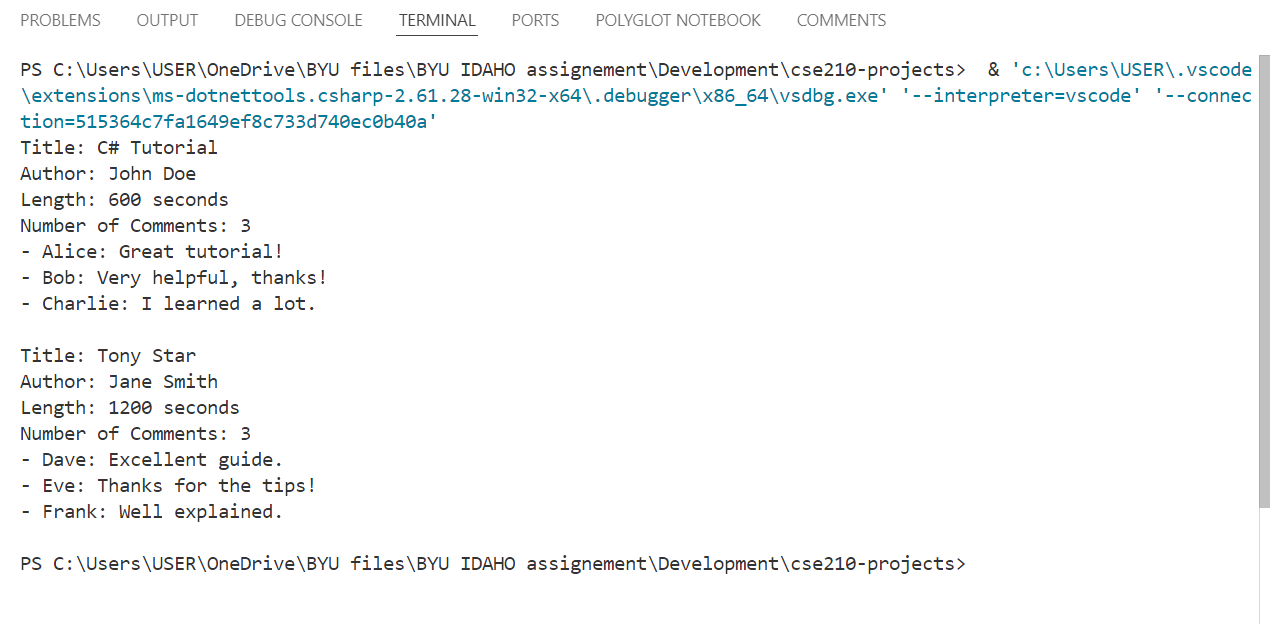 PROBLEMS OUTPUT DEBUG CONSOLE TERMINAL PORTS POLYGLOT NOTEBOOK COMMENTS
PS C:\Users\USER\OneDrive\BYU files\BYU IDAHO assignement\Development\cse210-projects>  & 'c:\Users\USER\.vscode
\extensions\ms-dotnettools.csharp-2.61.28-win32-x64\.debugger\x86_64\vsdbg.exe' '--interpreter=vscode' '--connec
tion=515364c7fa1649ef8c733d740ec0b40a'
Title: C# Tutorial
Author: John Doe
Length: 600 seconds
Number of Comments: 3
- Alice: Great tutorial!
- Bob: Very helpful, thanks!
- Charlie: I learned a lot.
Title: Tony Star
Author: Jane Smith
Length: 1200 seconds
Number of Comments: 3
- Dave: Excellent guide.
- Eve: Thanks for the tips!
- Frank: Well explained.
PS C:\Users\USER\OneDrive\BYU files\BYU IDAHO assignement\Development\cse210-projects>